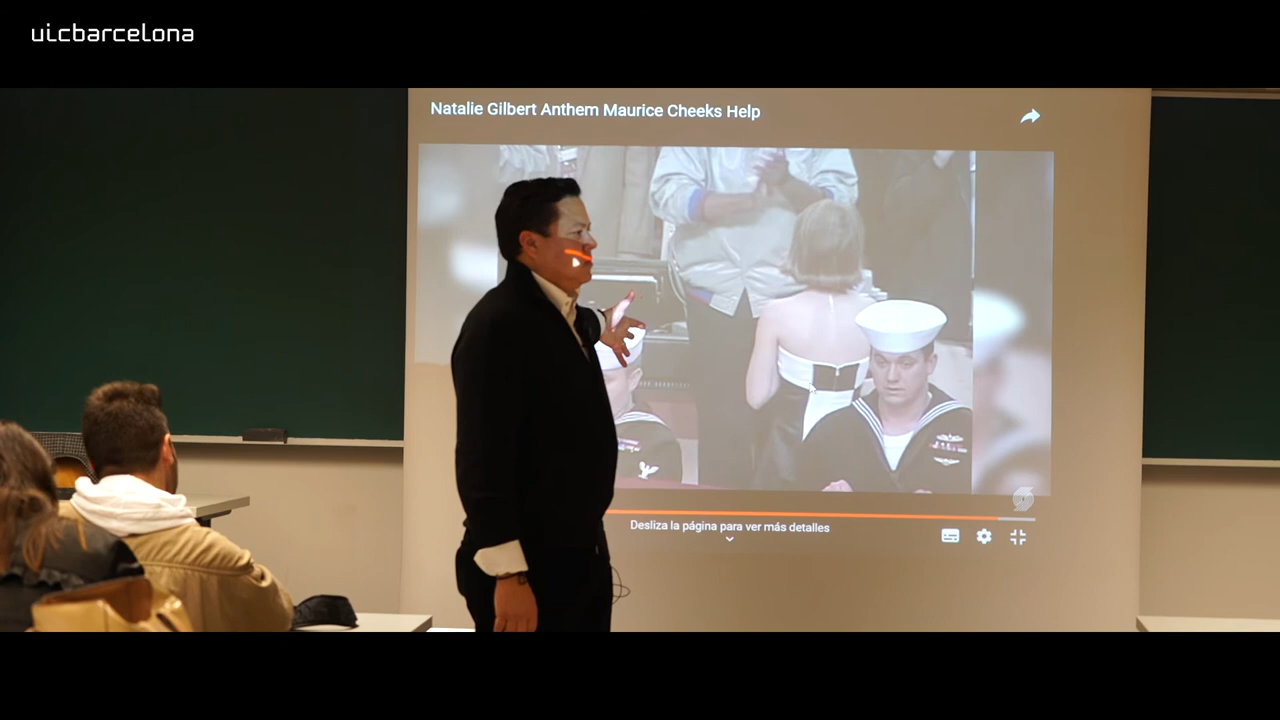 uicbarcelona
Natalie Gilbert Anthem Maurice Cheeks Help
Desliza la página para ver más detalles